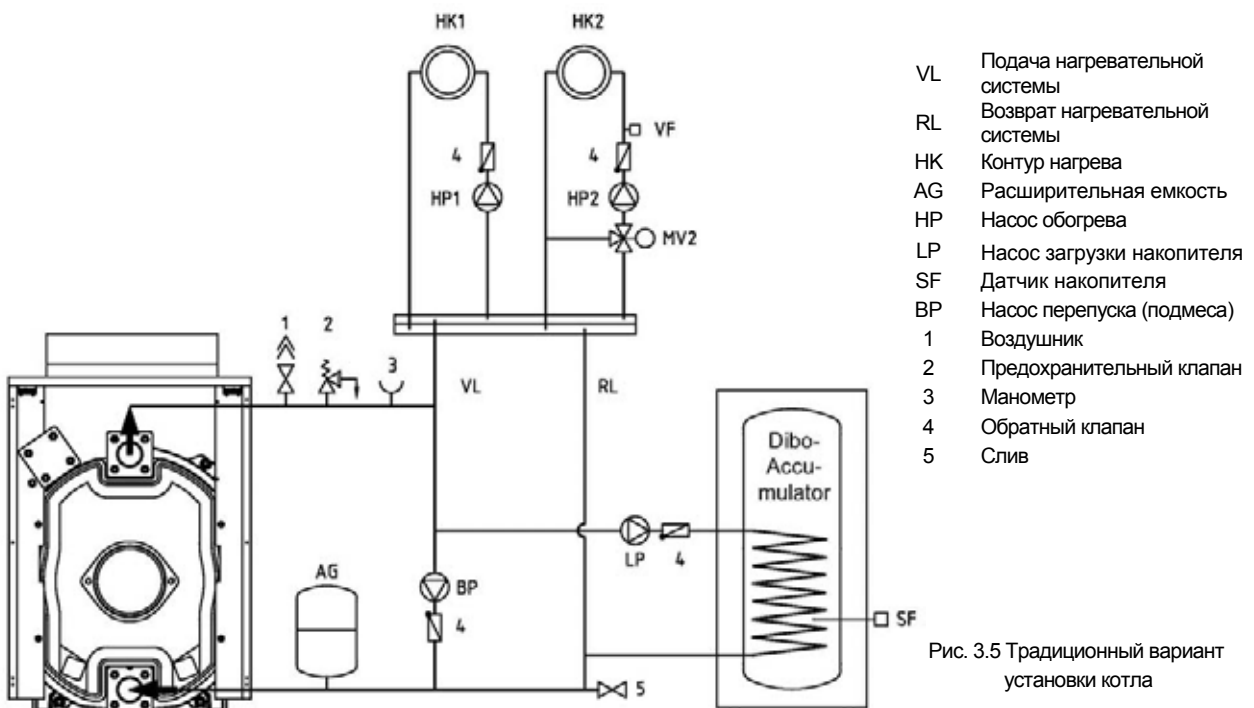 HK1
HK2
VF
4
4
HP1
HP2
MV2
1
2
3
VL
RL
Dibo-
Accu-
mulator
LP
4
AG
BP
4
SF
5
VL Подача нагревательной
системы
RL Возврат нагревательной
системы
HK Контур нагрева
AG Расширительная емкость
HP Насос обогрева
LP Насос загрузки накопителя
SF Датчик накопителя
BP Насос перепуска (подмеса)
1 Воздушник
2 Предохранительный клапан
3 Манометр
4 Обратный клапан
5 Слив
Рис. 3.5 Традиционный вариант
установки котла